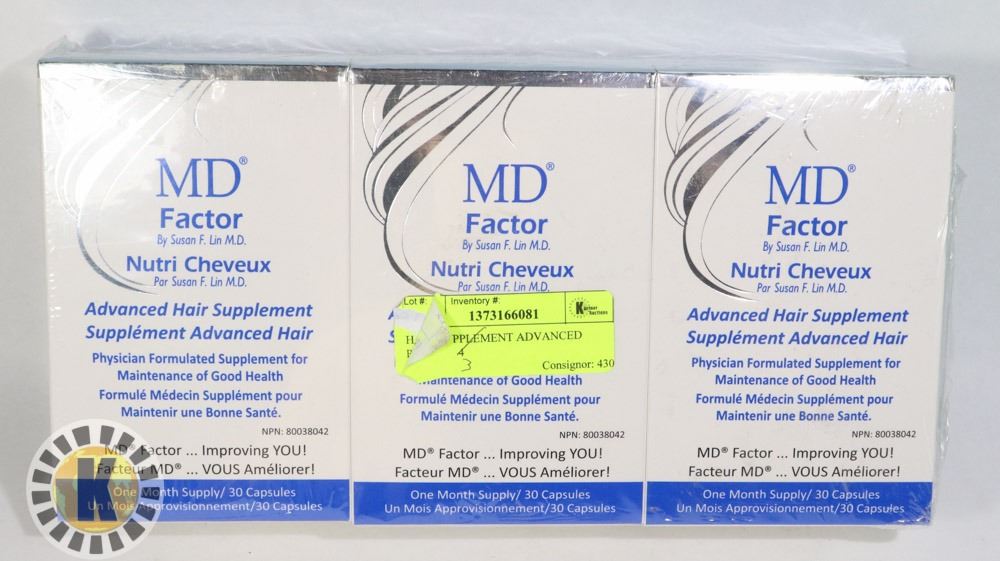 MD®
Factor
By Susan F. Lin M.D.
Nutri Cheveux
Par Susan F. Lin M.D.
Advanced Hair Supplement
Supplément Advanced Hair
Physician Formulated Supplement for
Maintenance of Good Health
Formulé Médecin Supplément pour
Maintenir une Bonne Santé.
NPN: 80038042
MD® Factor ... Improving YOU!
Facteur MD® ... VOUS Améliorer!
One Month Supply/ 30 Capsules
Un Mois Approvisionnement/30 Capsules
K
MD®
Factor
By Susan F. Lin M.D.
Nutri Cheveux
Par Susan F. Lin M.D.
Lot #:
Inventory #:
1373166081
Kastner
Auctions
ADVANCED
3
Consignor: 430
Maintenance of Good Health
Formulé Médecin Supplément pour
Maintenir une Bonne Santé.
NPN: 80038042
MD® Factor ... Improving YOU!
Facteur MD® ... VOUS Améliorer!
One Month Supply/ 30 Capsules
Un Mois Approvisionnement/30 Capsules
MD®
Factor
By Susan F. Lin M.D.
Nutri Cheveux
Par Susan F. Lin M.D.
Advanced Hair Supplement
Supplément Advanced Hair
Physician Formulated Supplement for
Maintenance of Good Health
Formulé Médecin Supplément pour
Maintenir une Bonne Santé.
NPN: 80038042
MD® Factor ... Improving YOU!
Facteur MD® ... VOUS Améliorer!
One Month Supply/ 30 Capsules
Un Mois Approvisionnement/30 Capsules